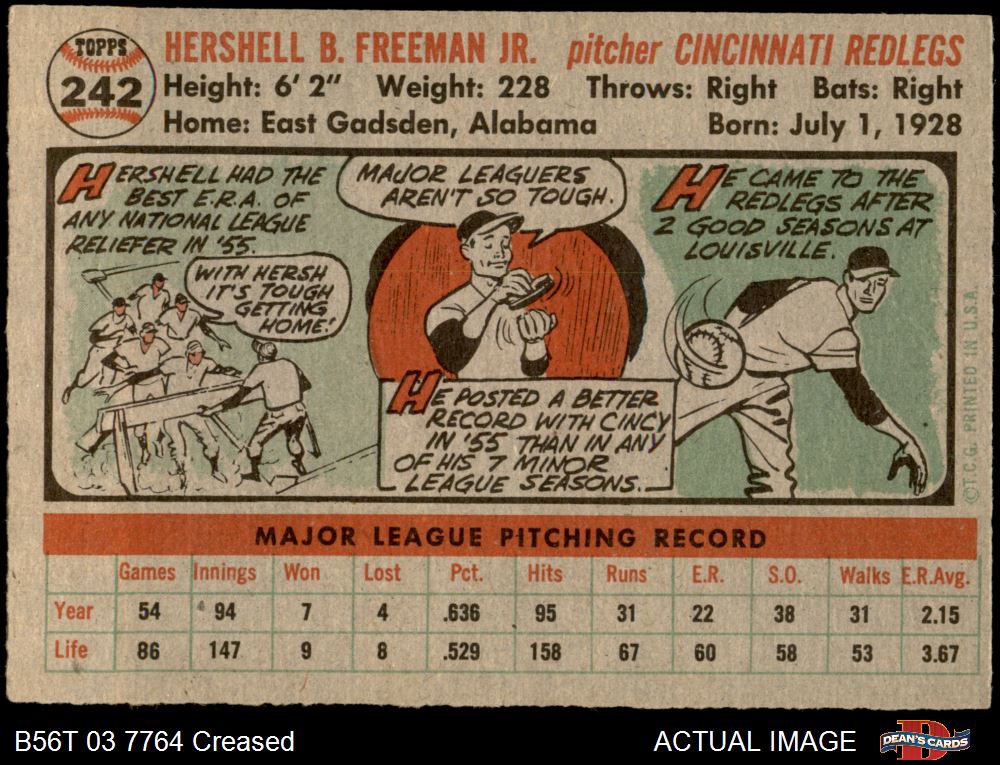 TOPPS
242
HERSHELL B. FREEMAN JR. pitcher CINCINNATI REDLEGS
Height: 6' 2" Weight: 228 Throws: Right Bats: Right
Home: East Gadsden, Alabama Born: July 1, 1928
HERSHELL HAD THE
BEST E.R.A. OF
ANY NATIONAL LEAGUE
RELIEFER IN '55.
WITH HERSH
IT'S TOUGH
GETTING
HOME!
MAJOR LEAGUERS
AREN'T SO TOUGH.
HE POSTED A BETTER
RECORD WITH CINCY
IN '55 THAN IN ANY
OF HIS 7 MINOR
LEAGUE SEASONS.
HE CAME TO THE
REDLEGS AFTER
2 GOOD SEASONS AT
LOUISVILLE.
© T.C.G. PRINTED IN U.S.A.
MAJOR LEAGUE PITCHING RECORD
Games Innings Won Lost Pct. Hits Runs E.R. S.O. Walks E.R.Avg.
Year 54 94 7 4 .636 95 31 22 38 31 2.15
Life 86 147 9 8 .529 158 67 60 58 53 3.67
B56T 03 7764 Creased ACTUAL IMAGE
DEAN'S CARDS